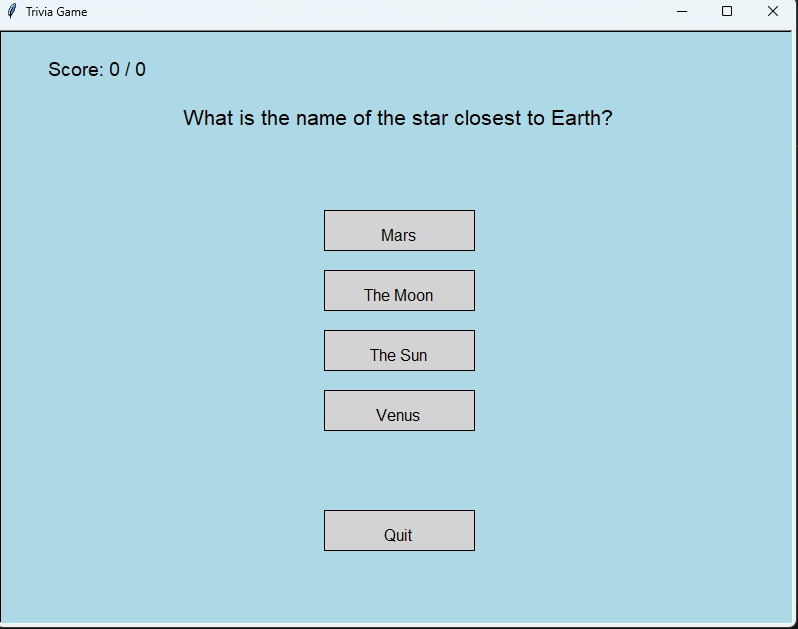 Trivia Game
Score: 0 / 0
What is the name of the star closest to Earth?
Mars
The Moon
The Sun
Venus
Quit